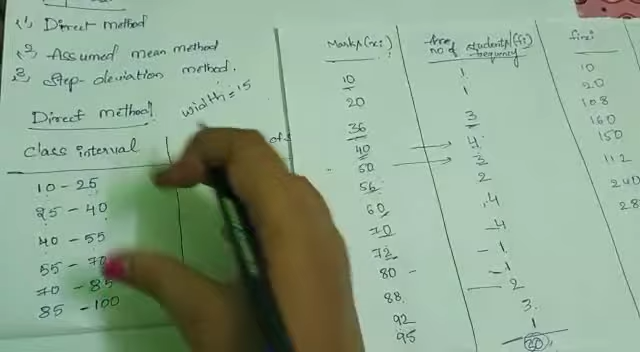 (1) Direct method
(2) Assumed mean method
(3) Step-deviation method.
Direct method width = 15
Class interval
10 - 25
25 - 40
40 - 55
55 - 70
70 - 85
85 - 100
Marks (xi) no of students (fi) fixi
frequency
10 1 10
20 1 20
36 3 108
40 4 160
50 3 150
56 2 112
60 4 240
70 4 28
72 1
80 1
88 2
92 3
95 1
30